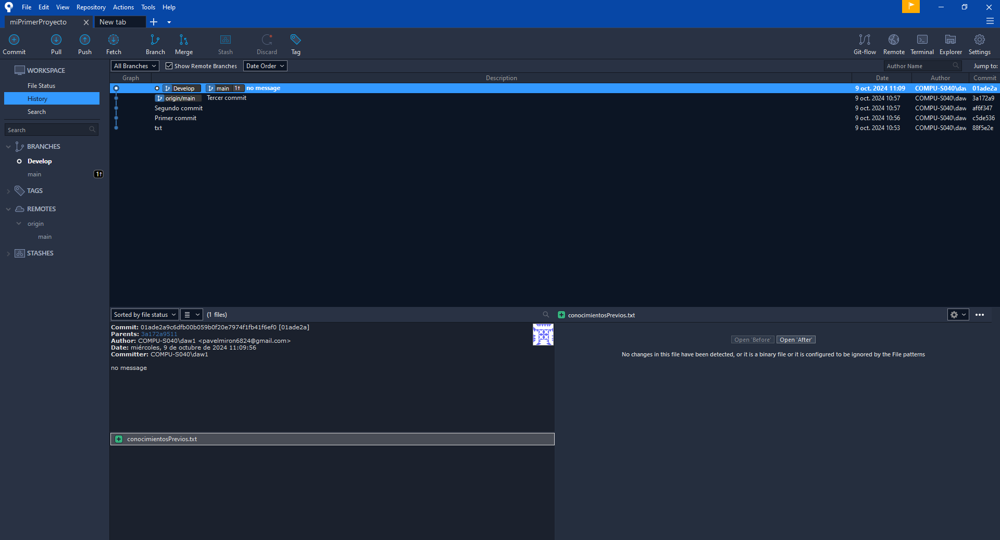 File Edit View Repository Actions Tools Help
miPrimerProyecto New tab
Commit Pull Push Fetch Branch Merge Stash Discard Tag Git-flow Remote Terminal Explorer Settings
All Branches Show Remote Branches Date Order Author Name Jump to:
Graph Description Date Author Commit
Develop main 1↑ no message 9 oct. 2024 11:09 COMPU-S040\daw 01ade2a
origin/main Tercer commit 9 oct. 2024 10:57 COMPU-S040\daw 3a172a9
Segundo commit 9 oct. 2024 10:57 COMPU-S040\daw af6f347
Primer commit 9 oct. 2024 10:56 COMPU-S040\daw c5de536
txt 9 oct. 2024 10:53 COMPU-S040\daw 88f5e2e
WORKSPACE
File Status
History
Search
Search
BRANCHES
Develop
main 1↑
TAGS
REMOTES
origin
main
STASHES
Sorted by file status (1 files)
Commit: 01ade2a9c6dfb00b059b0f20e7974f1fb41f6ef0 [01ade2a]
Parents: 3a172a9511
Author: COMPU-S040\daw1 <pavelmiron6824@gmail.com>
Date: miércoles, 9 de octubre de 2024 11:09:56
Committer: COMPU-S040\daw1
no message
conocimientosPrevios.txt
conocimientosPrevios.txt
Open 'Before' Open 'After'
No changes in this file have been detected, or it is a binary file or it is configured to be ignored by the File patterns